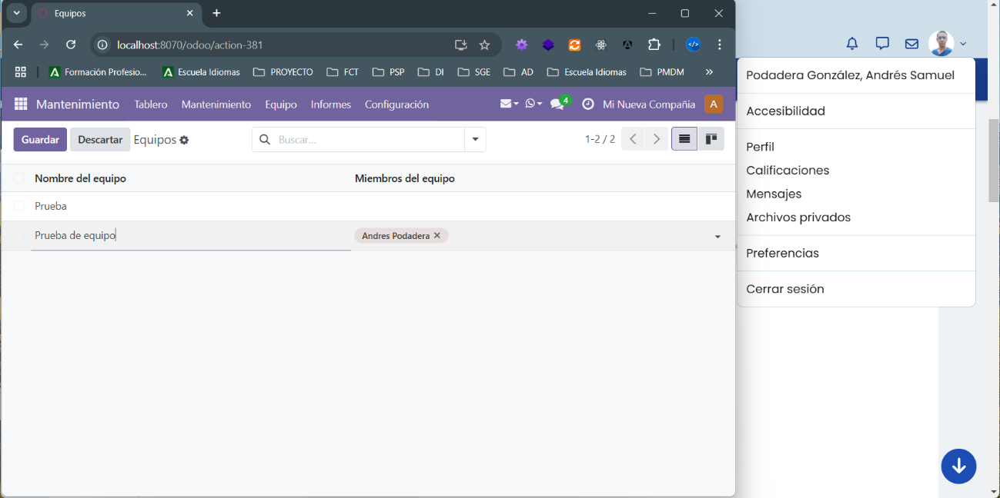 Equipos
localhost:8070/odoo/action-381
Formación Profesio... Escuela Idiomas PROYECTO FCT PSP DI SGE AD Escuela Idiomas PMDM »
Mantenimiento Tablero Mantenimiento Equipo Informes Configuración 4 Mi Nueva Compañia A
Guardar Descartar Equipos Buscar... 1-2 / 2
Nombre del equipo Miembros del equipo
Prueba
Prueba de equipo Andres Podadera
Podadera González, Andrés Samuel
Accesibilidad
Perfil
Calificaciones
Mensajes
Archivos privados
Preferencias
Cerrar sesión